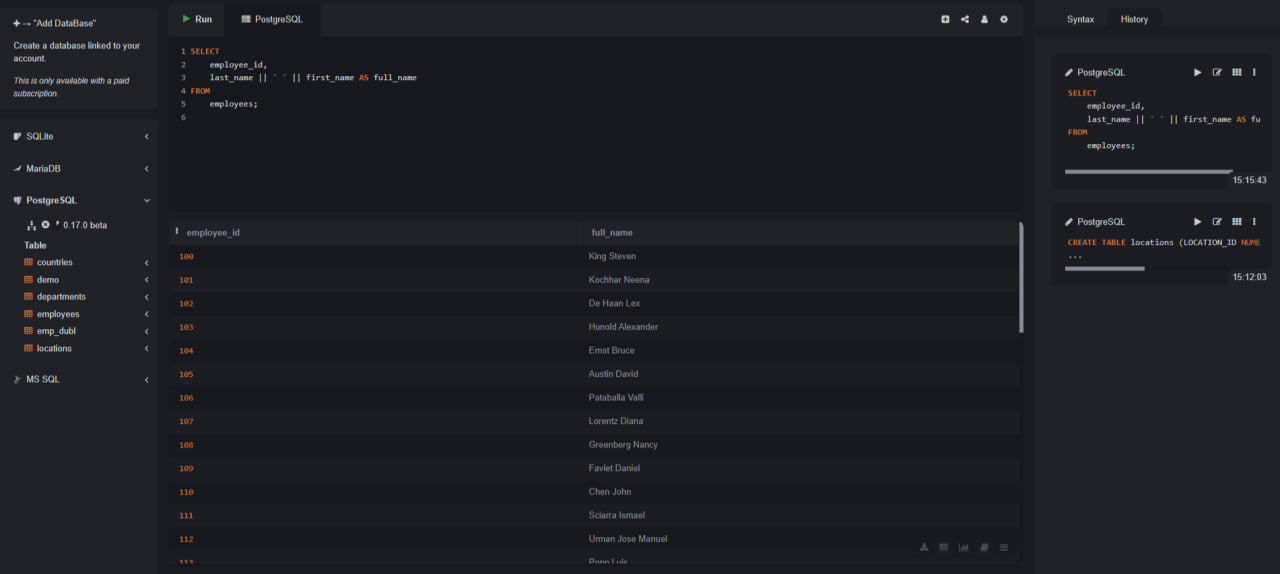 + → "Add DataBase"
Create a database linked to your
account.
This is only available with a paid
subscription.
SQLite
MariaDB
PostgreSQL
0.17.0 beta
Table
countries
demo
departments
employees
emp_dubl
locations
MS SQL
Run
PostgreSQL
1 SELECT
2 employee_id,
3 last_name || ' ' || first_name AS full_name
4 FROM
5 employees;
6
employee_id full_name
100 King Steven
101 Kochhar Neena
102 De Haan Lex
103 Hunold Alexander
104 Ernst Bruce
105 Austin David
106 Pataballa Valli
107 Lorentz Diana
108 Greenberg Nancy
109 Faviet Daniel
110 Chen John
111 Sciarra Ismael
112 Urman Jose Manuel
113 Popp Luis
Syntax History
PostgreSQL
SELECT
employee_id,
last_name || ' ' || first_name AS fu
FROM
employees;
15:15:43
PostgreSQL
CREATE TABLE locations (LOCATION_ID NUME
...
15:12:03